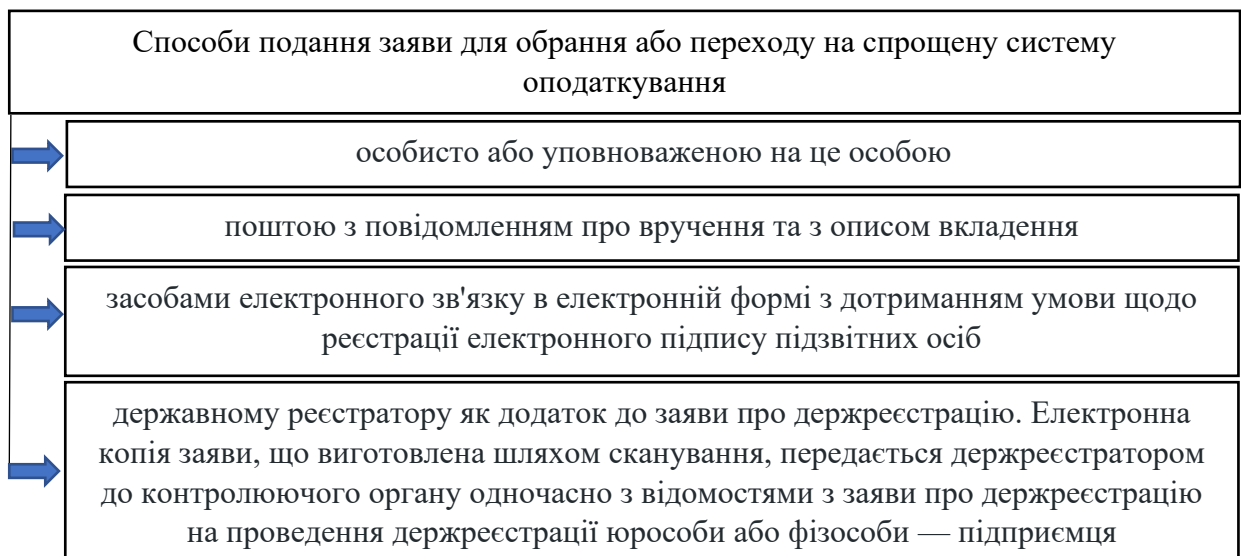 Способи подання заяви для обрання або переходу на спрощену систему
оподаткування
особисто або уповноваженою на це особою
поштою з повідомленням про вручення та з описом вкладення
засобами електронного зв'язку в електронній формі з дотриманням умови щодо
реєстрації електронного підпису підзвітних осіб
державному реєстратору як додаток до заяви про держреєстрацію. Електронна
копія заяви, що виготовлена шляхом сканування, передається держреєстратором
до контролюючого органу одночасно з відомостями з заяви про держреєстрацію
на проведення держреєстрації юрособи або фізособи — підприємця